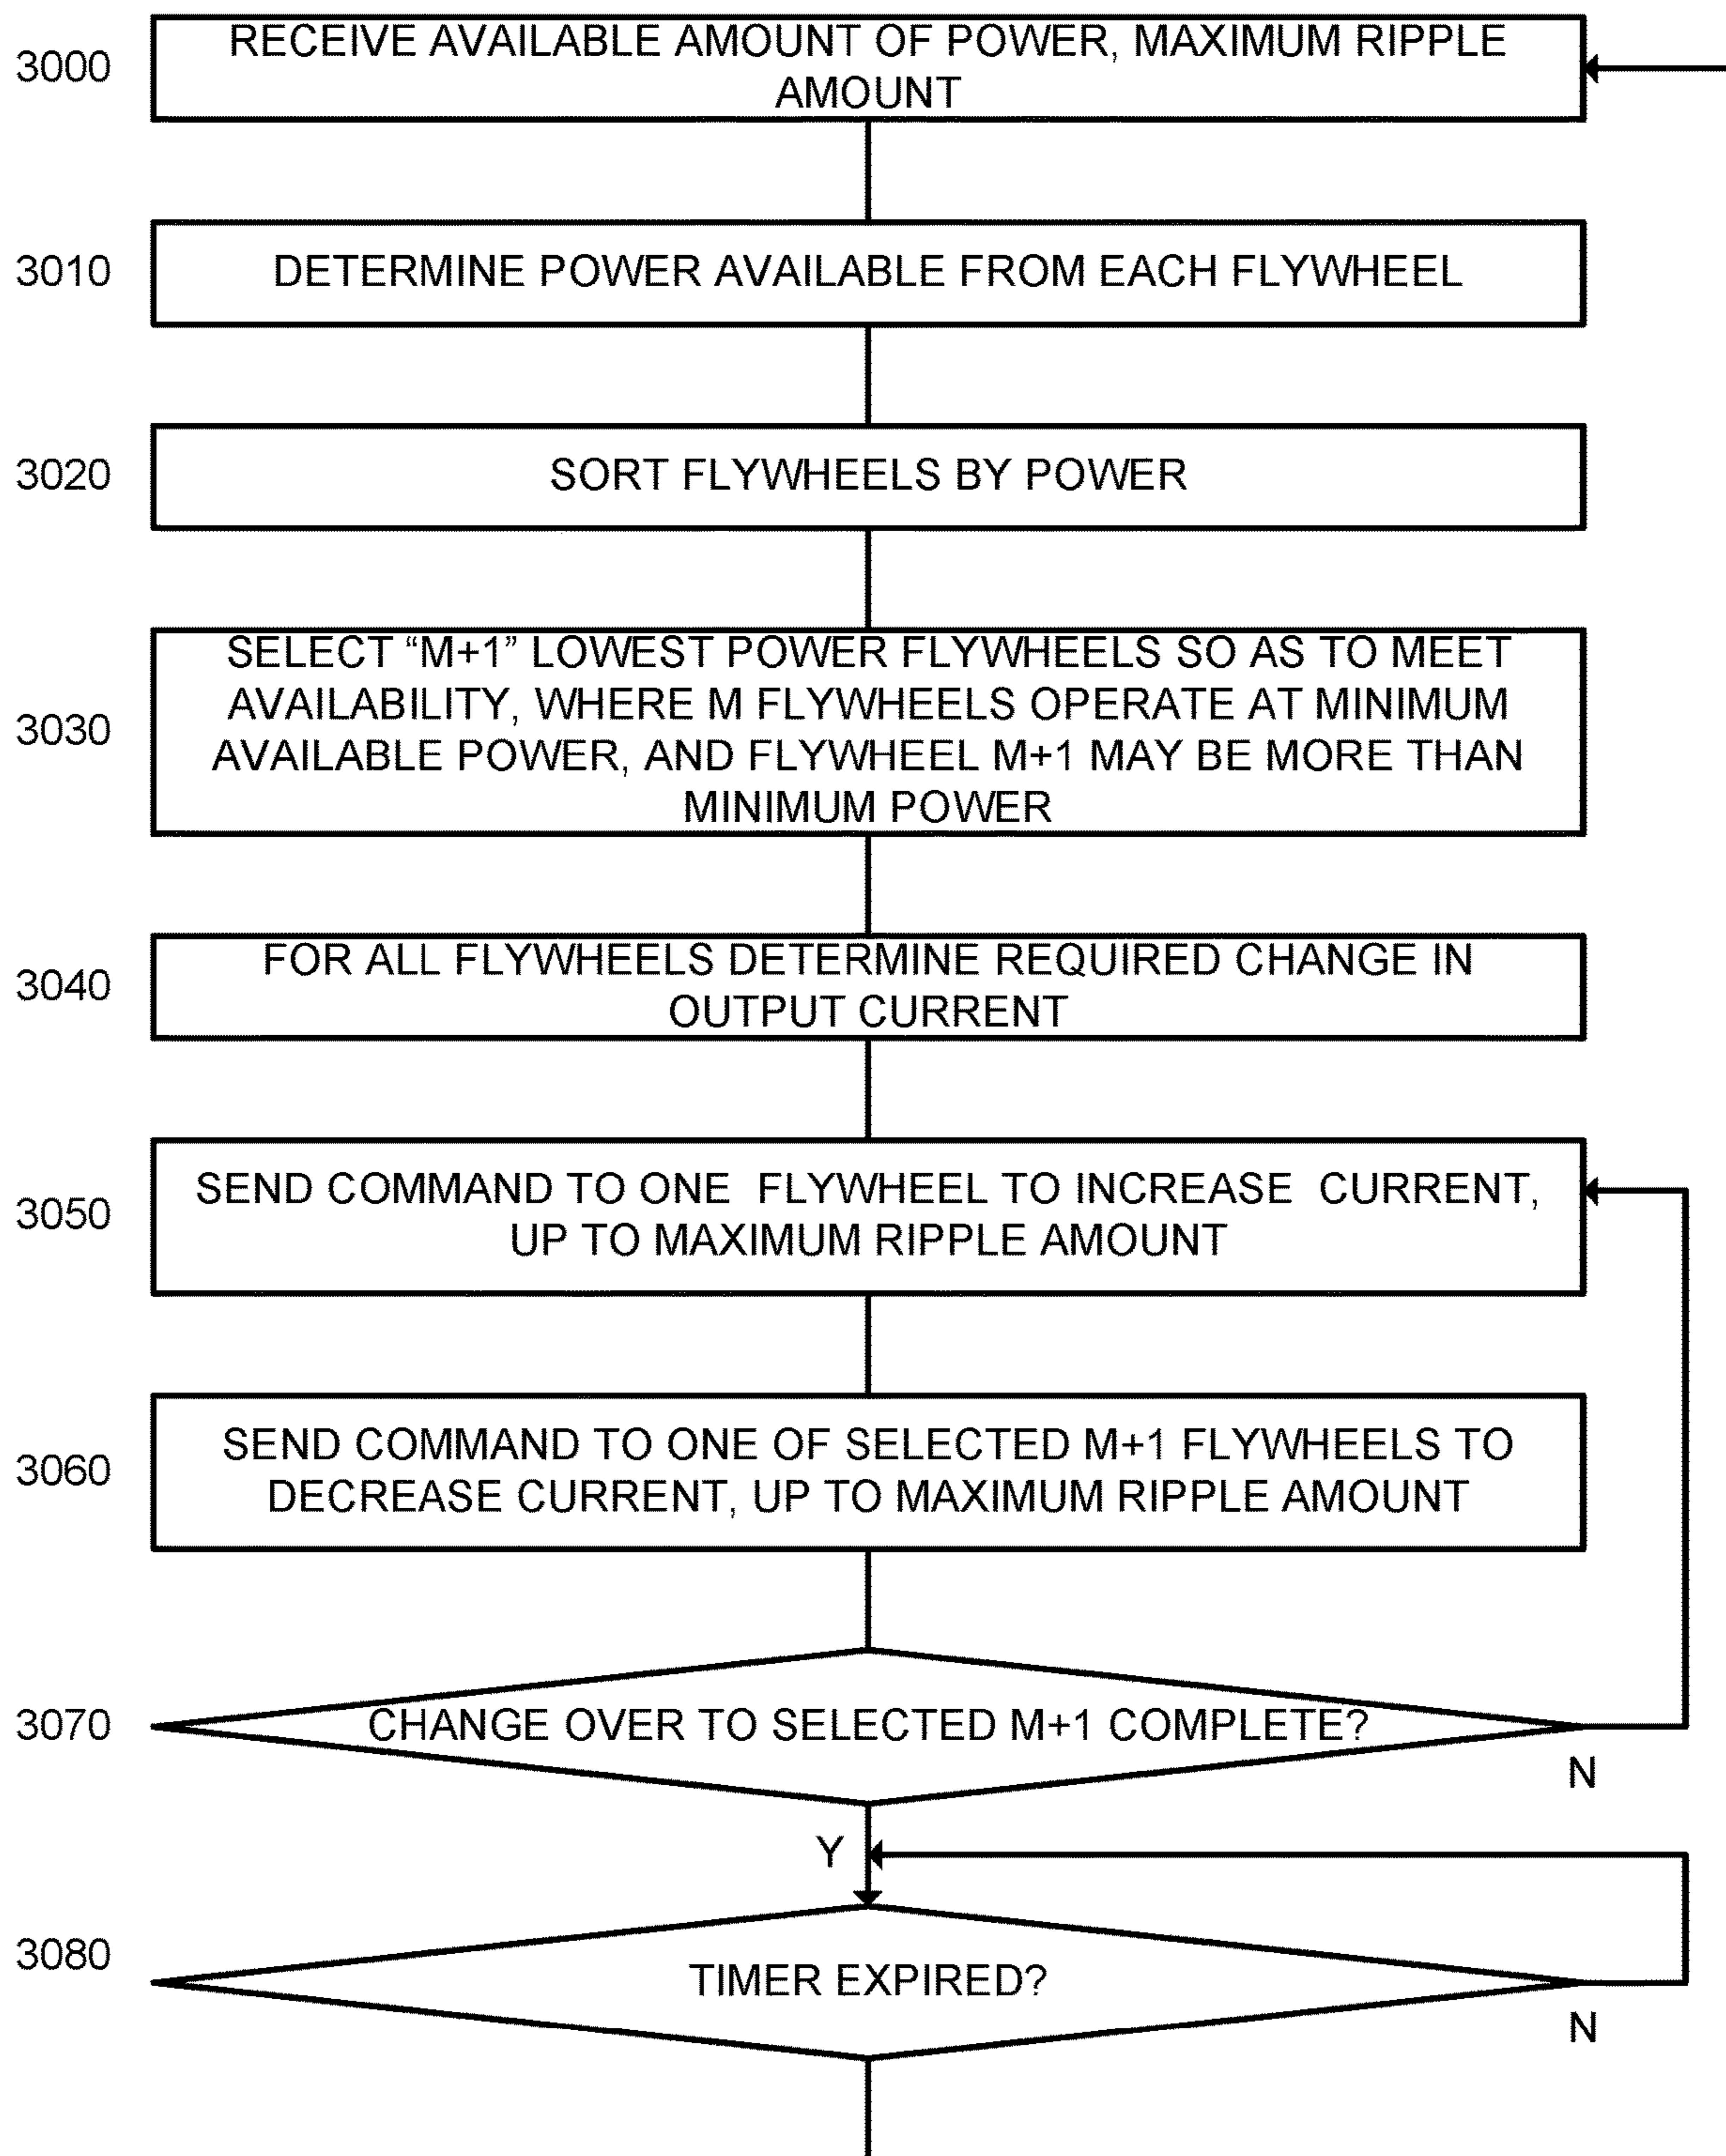 3000
RECEIVE AVAILABLE AMOUNT OF POWER, MAXIMUM RIPPLE
AMOUNT
3010
DETERMINE POWER AVAILABLE FROM EACH FLYWHEEL
3020
SORT FLYWHEELS BY POWER
3030
SELECT “M+1” LOWEST POWER FLYWHEELS SO AS TO MEET
AVAILABILITY, WHERE M FLYWHEELS OPERATE AT MINIMUM
AVAILABLE POWER, AND FLYWHEEL M+1 MAY BE MORE THAN
MINIMUM POWER
3040
FOR ALL FLYWHEELS DETERMINE REQUIRED CHANGE IN
OUTPUT CURRENT
3050
SEND COMMAND TO ONE FLYWHEEL TO INCREASE CURRENT,
UP TO MAXIMUM RIPPLE AMOUNT
3060
SEND COMMAND TO ONE OF SELECTED M+1 FLYWHEELS TO
DECREASE CURRENT, UP TO MAXIMUM RIPPLE AMOUNT
3070
CHANGE OVER TO SELECTED M+1 COMPLETE?
N
Y
3080
TIMER EXPIRED?
N